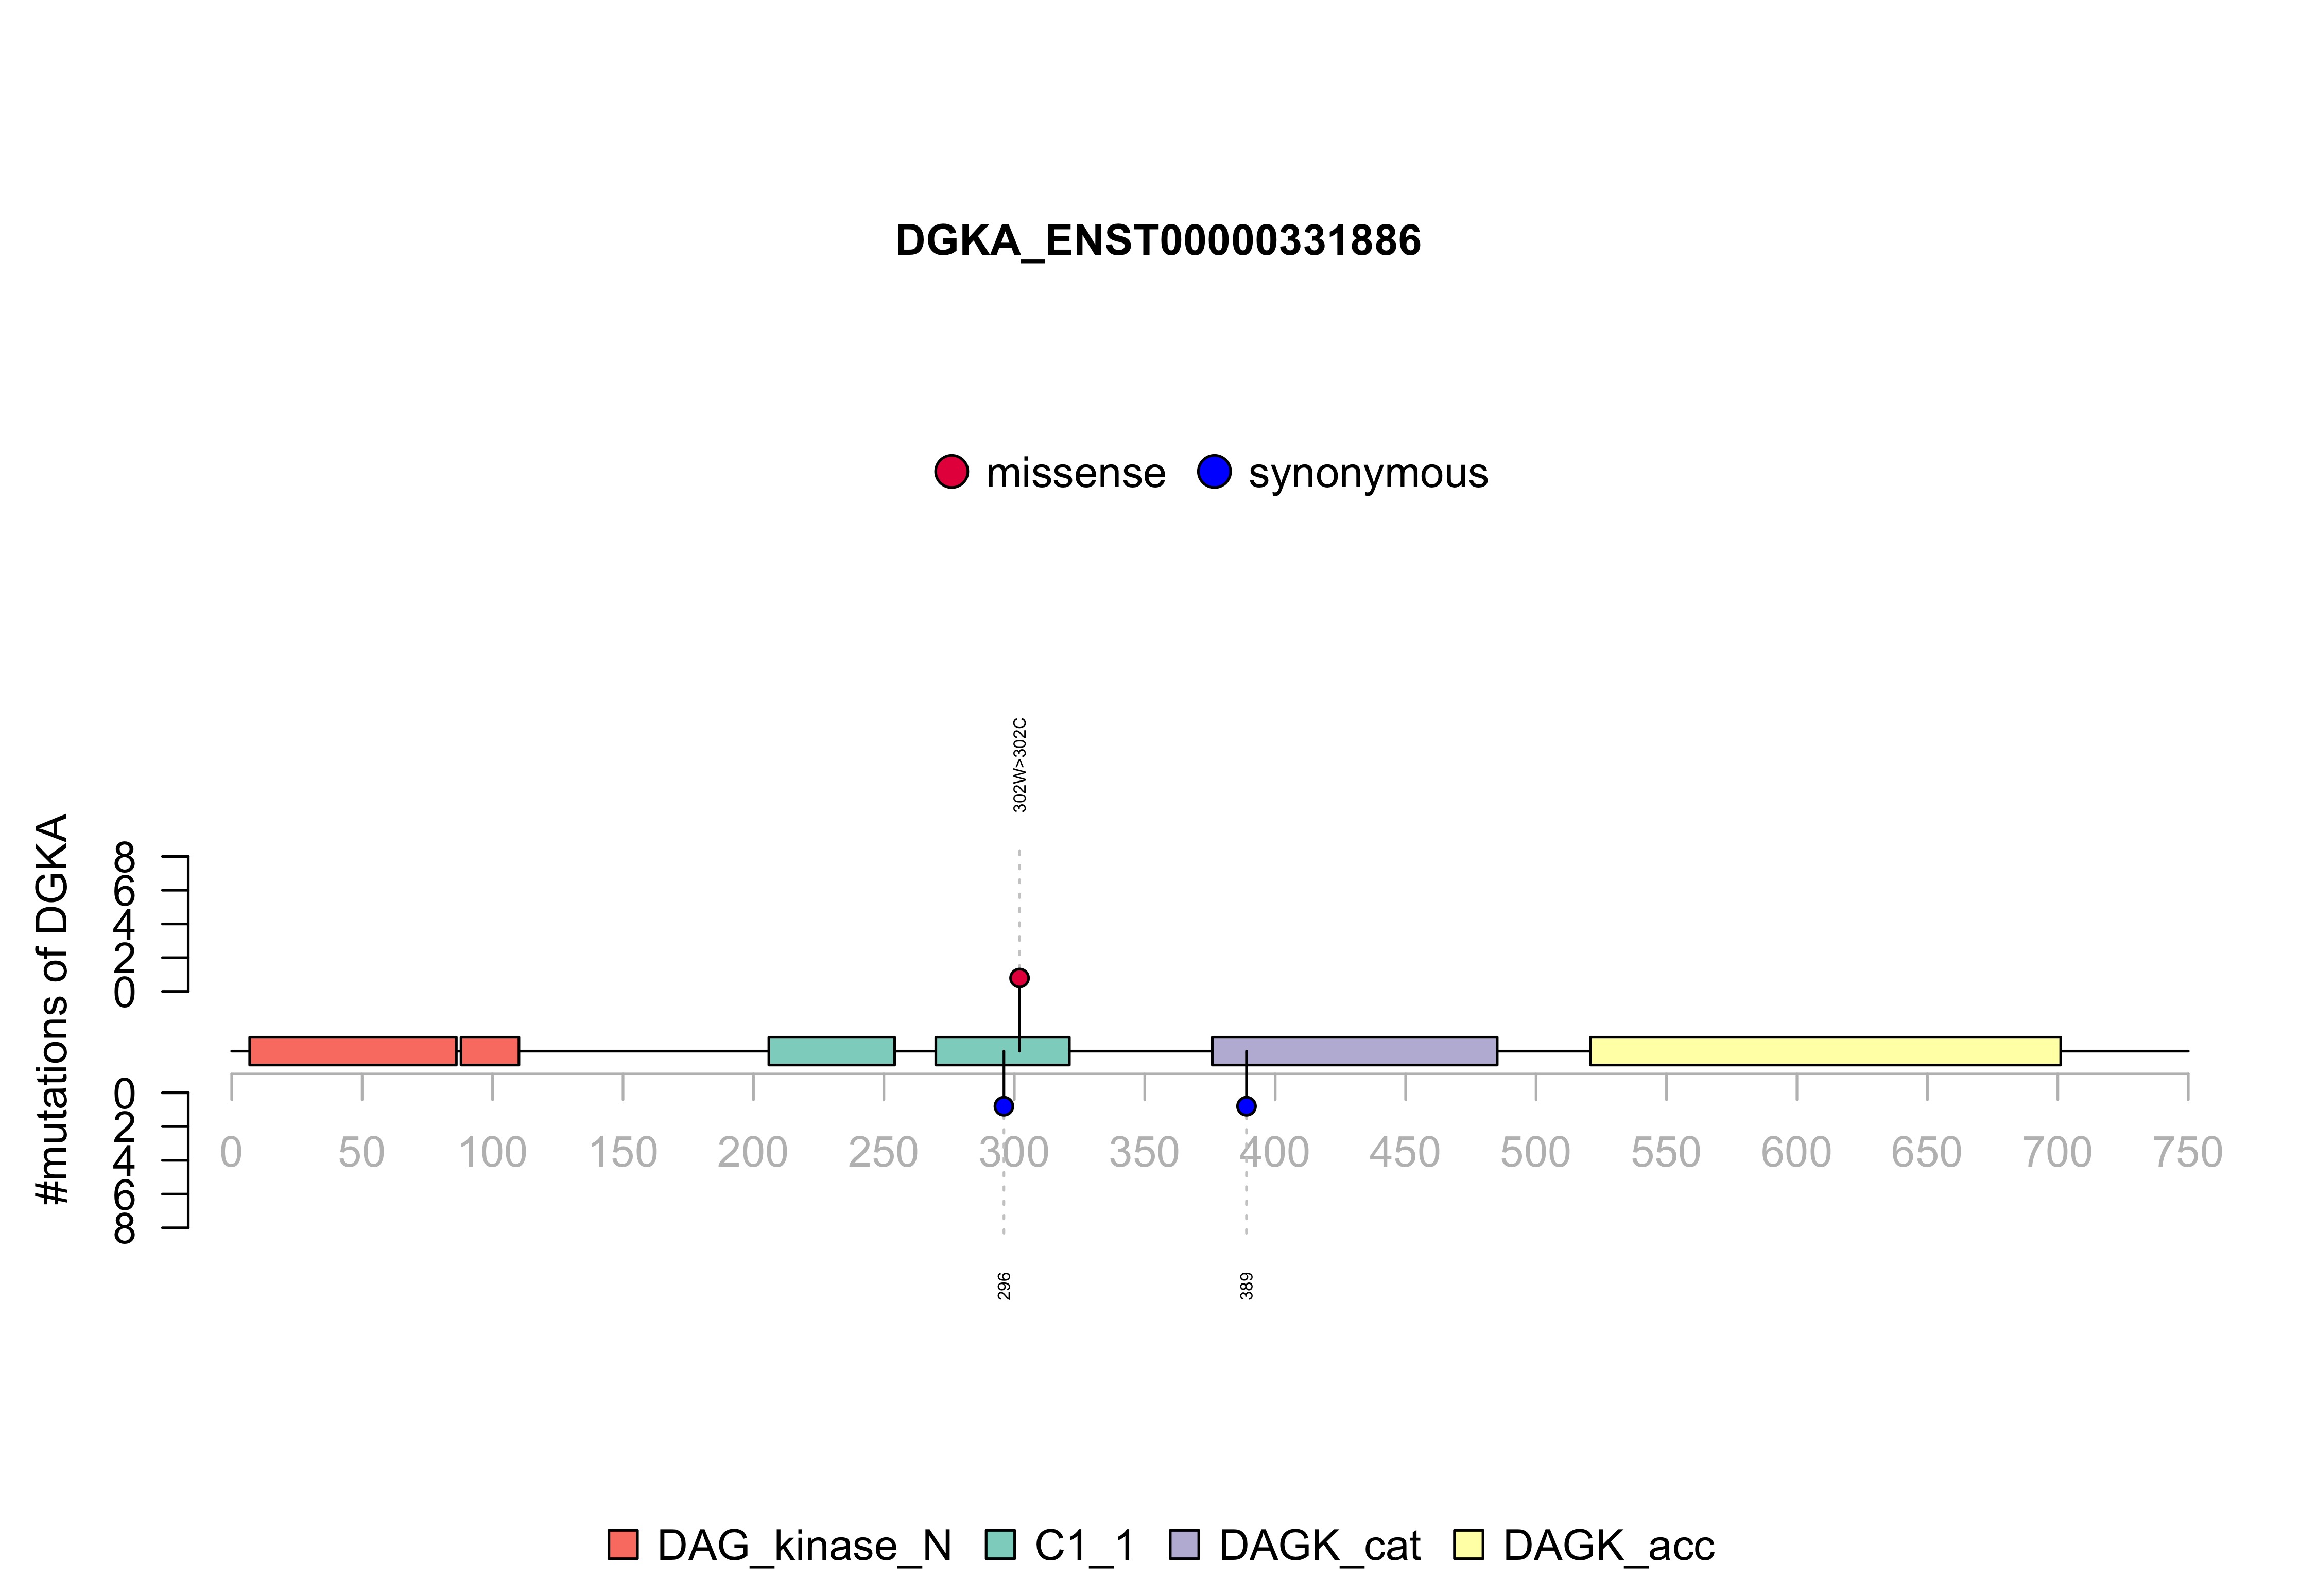 DGKA_ENST00000331886
missense synonymous
302W>302C
#mutations of DGKA
8
6
4
2
0
0
2
4
6
8
0 50 100 150 200 250 300 350 400 450 500 550 600 650 700 750
296 389
DAG_kinase_N C1_1 DAGK_cat DAGK_acc